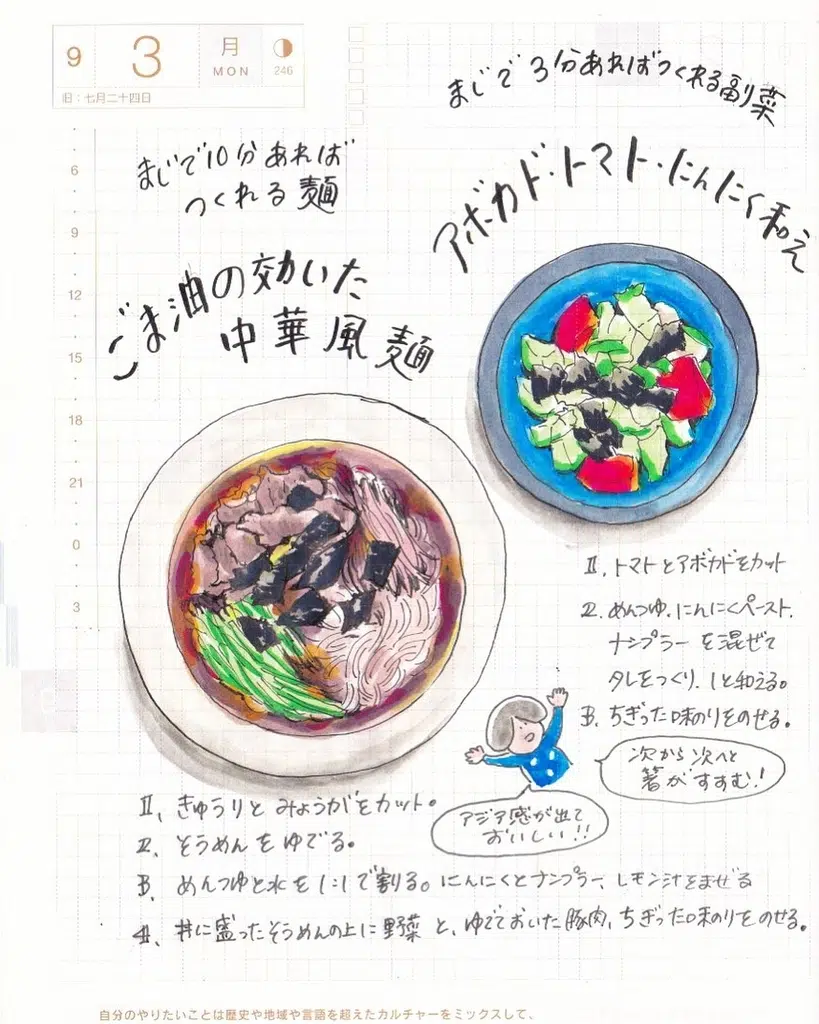 9 3 月 MON 246
旧：七月二十四日
まじで3分あればつくれる副菜
アボカド・トマト・にんにく和え
まじで10分あれば
つくれる麺
ごま油の効いた
中華風麺
6
9
12
15
18
21
0
3
1. トマトとアボカドをカット
2. めんつゆ、にんにくペースト、
ナンプラーを混ぜて
タレをつくり、1と和える。
3. ちぎった味のりをのせる。
次から次へと
箸がすすむ!
アジア感が出て
おいしい!!
1. きゅうりとみょうがをカット。
2. そうめんをゆでる。
3. めんつゆと水を1:1で割る。にんにくとナンプラー、レモン汁をまぜる
4. 丼に盛ったそうめんの上に野菜と、ゆでておいた豚肉、ちぎった味のりをのせる。
自分のやりたいことは歴史や地域や言語を超えたカルチャーをミックスして、